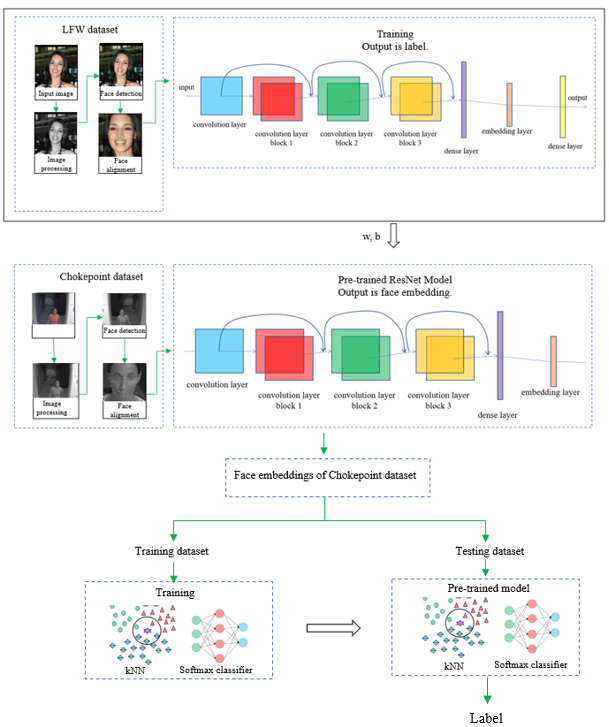 LFW dataset
Input image
Face detection
Image
processing
Face
alignment
Training
Output is label.
input
convolution layer
convolution layer
block 1
convolution layer
block 2
convolution layer
block 3
dense layer
embedding layer
dense layer
output
w, b
Chokepoint dataset
Face detection
Image
processing
Face
alignment
Pre-trained ResNet Model
Output is face embedding.
convolution layer
convolution layer
block 1
convolution layer
block 2
convolution layer
block 3
dense layer
embedding layer
Face embeddings of Chokepoint dataset
Training dataset
Testing dataset
Training
kNN
Softmax classifier
Pre-trained model
kNN
Softmax classifier
Label